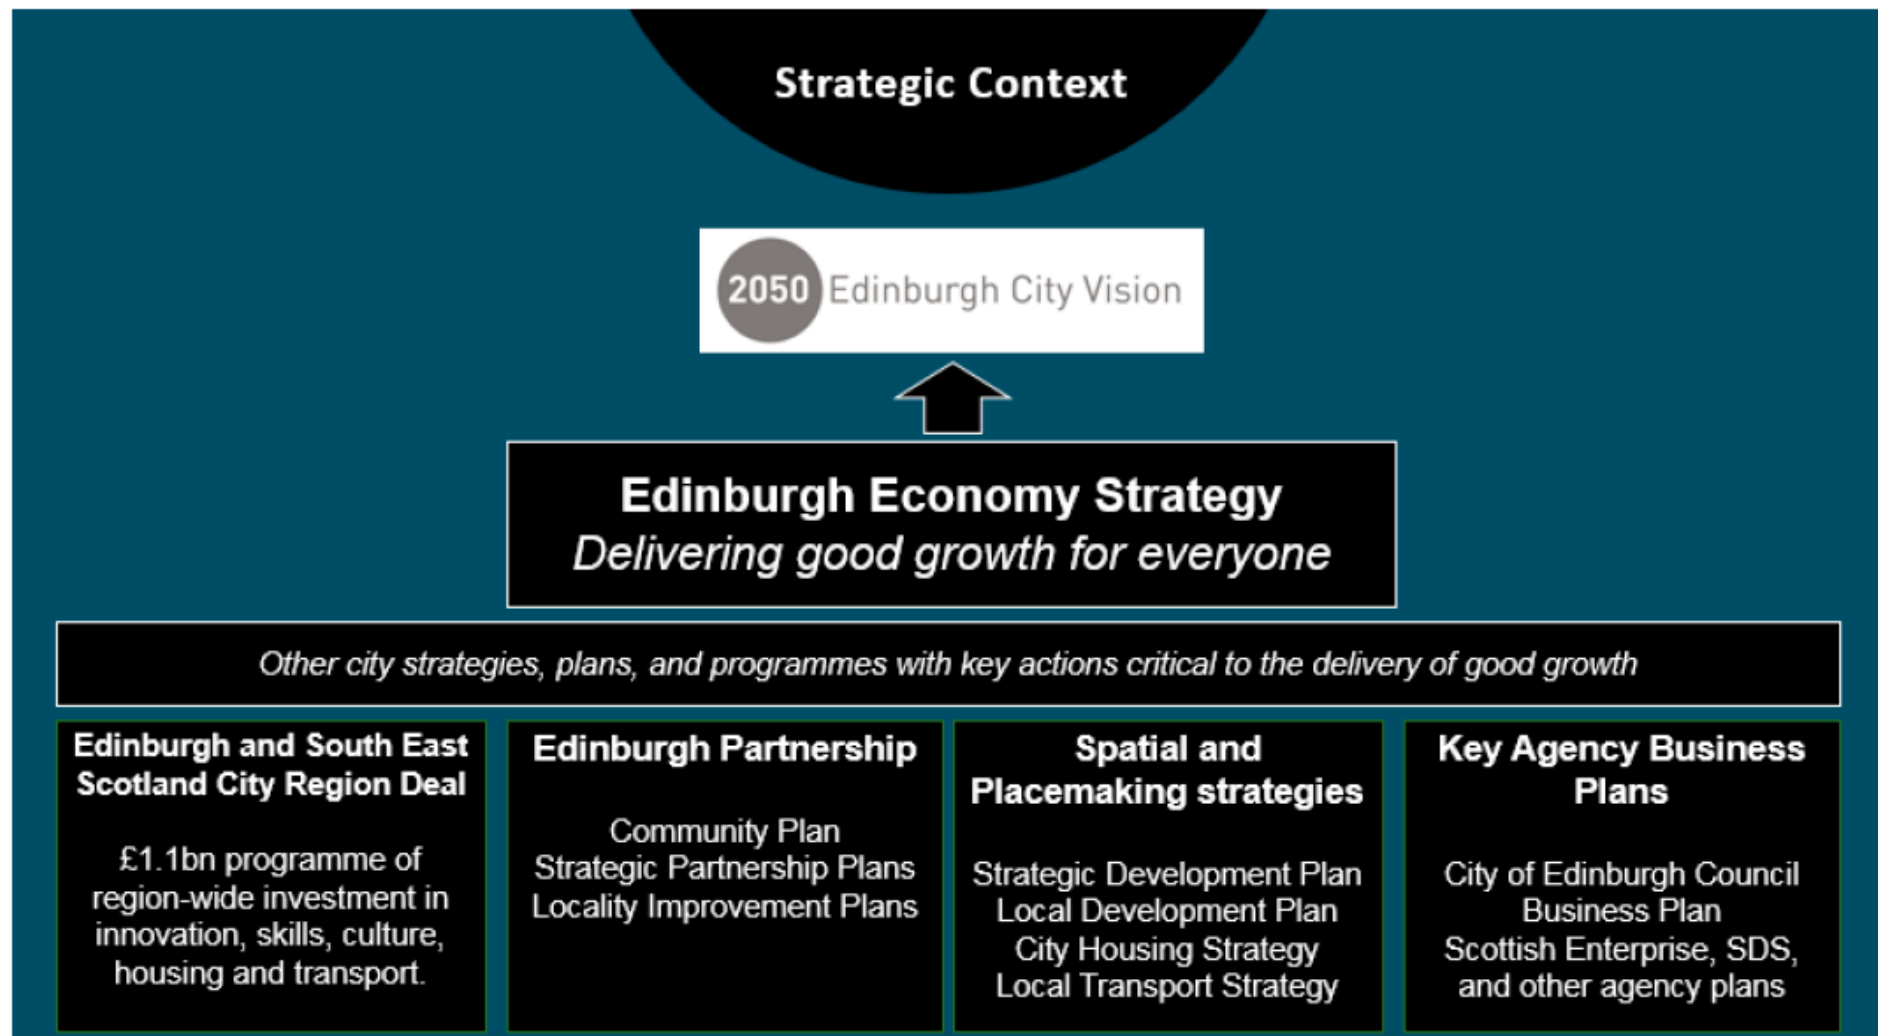 Strategic Context
2050 Edinburgh City Vision
Edinburgh Economy Strategy
Delivering good growth for everyone
Other city strategies, plans, and programmes with key actions critical to the delivery of good growth
Edinburgh and South East
Scotland City Region Deal
£1.1bn programme of
region-wide investment in
innovation, skills, culture,
housing and transport.
Edinburgh Partnership
Community Plan
Strategic Partnership Plans
Locality Improvement Plans
Spatial and
Placemaking strategies
Strategic Development Plan
Local Development Plan
City Housing Strategy
Local Transport Strategy
Key Agency Business
Plans
City of Edinburgh Council
Business Plan
Scottish Enterprise, SDS,
and other agency plans